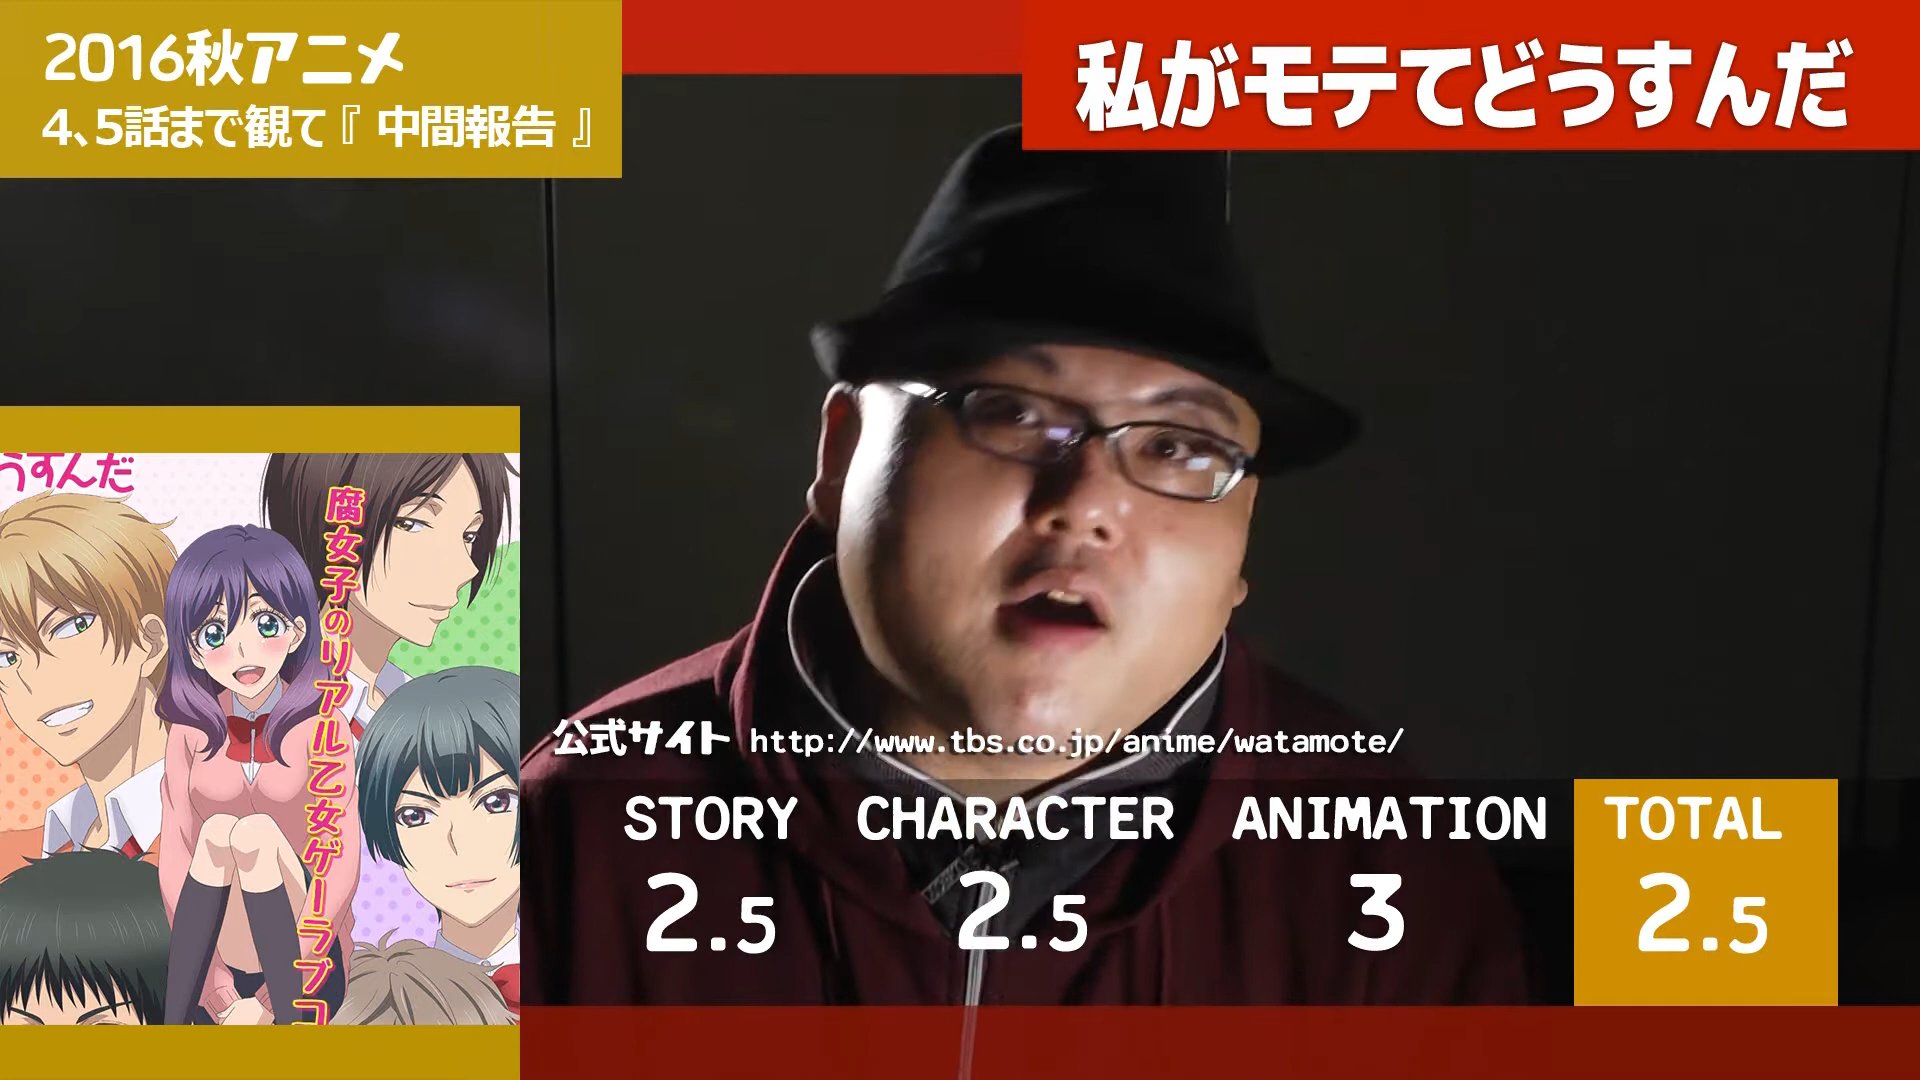 2016秋アニメ
4、5話まで観て『 中間報告 』
私がモテてどうすんだ
うすんだ
腐女子のリアル乙女ゲーラブコ
公式サイト http://www.tbs.co.jp/anime/watamote/
STORY CHARACTER ANIMATION TOTAL
2.5 2.5 3 2.5